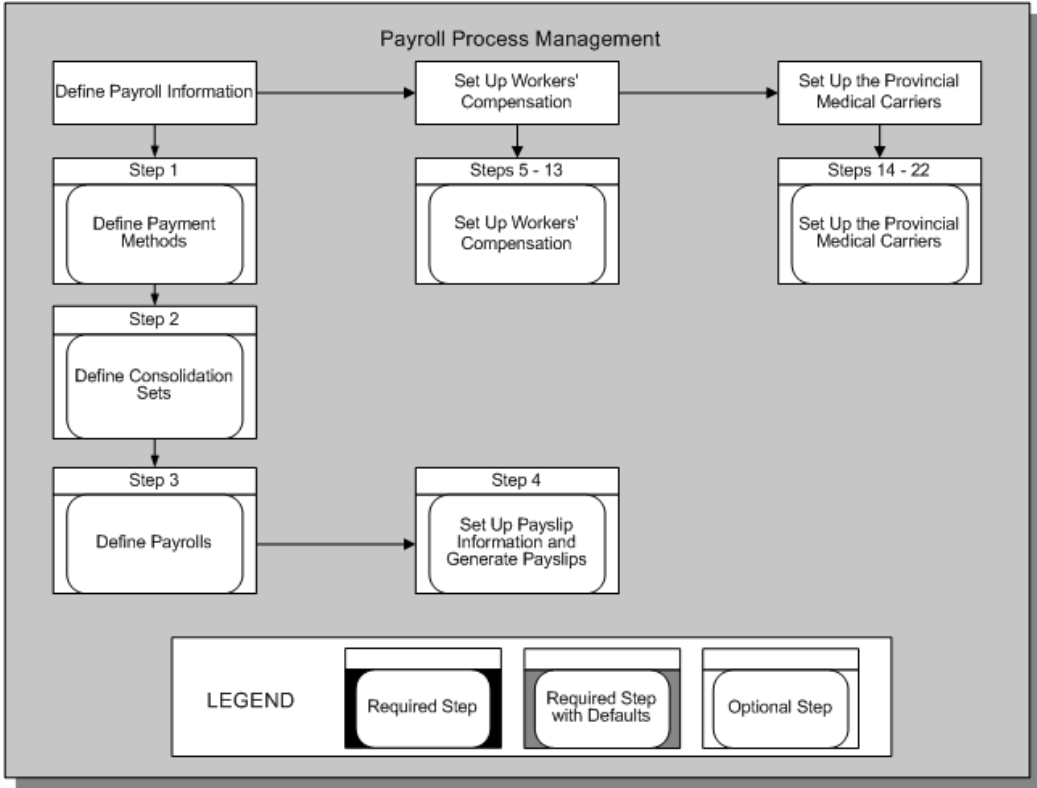 Payroll Process Management
Define Payroll Information
Set Up Workers'
Compensation
Set Up the Provincial
Medical Carriers
Step 1
Define Payment
Methods
Steps 5 - 13
Set Up Workers'
Compensation
Steps 14 - 22
Set Up the Provincial
Medical Carriers
Step 2
Define Consolidation
Sets
Step 3
Define Payrolls
Step 4
Set Up Payslip
Information and
Generate Payslips
LEGEND
Required Step
Required Step
with Defaults
Optional Step